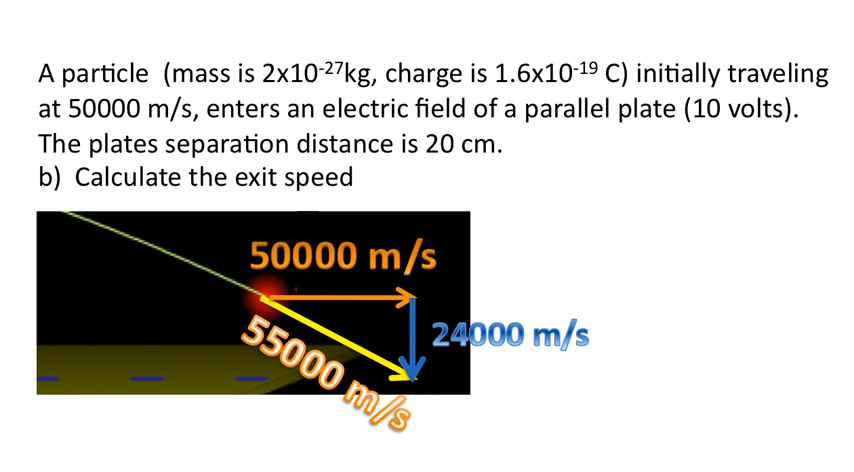 A particle  (mass is 2x10⁻²⁷kg, charge is 1.6x10⁻¹⁹ C) initially traveling
at 50000 m/s, enters an electric field of a parallel plate (10 volts).
The plates separation distance is 20 cm.
b)  Calculate the exit speed
50000 m/s
24000 m/s
55000 m/s